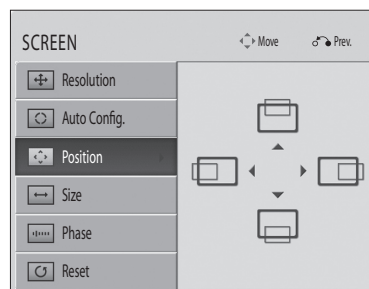 SCREEN Move Prev.
Resolution
Auto Config.
Position
Size
Phase
Reset